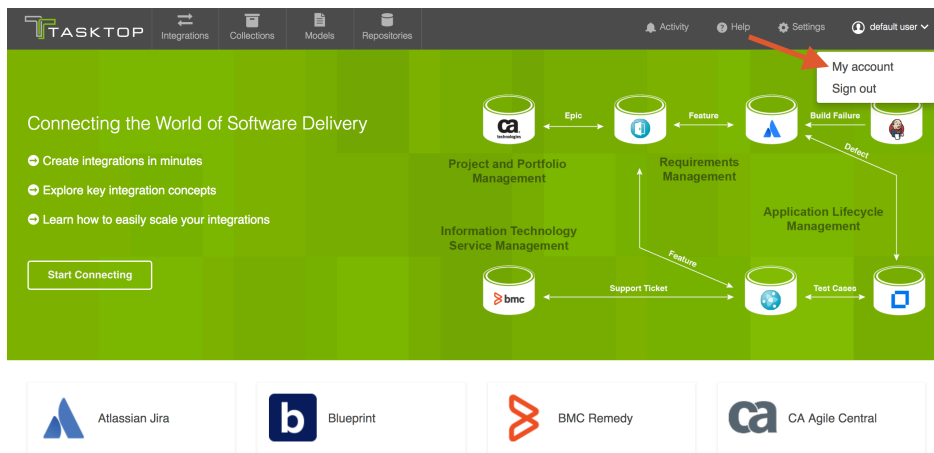 TASKTOP
Integrations
Collections
Models
Repositories
Activity
? Help
Settings
default user
My account
Sign out
Connecting the World of Software Delivery
Create integrations in minutes
Explore key integration concepts
Learn how to easily scale your integrations
Start Connecting
ca
technologies
Epic
Feature
Build Failure
Defect
Project and Portfolio
Management
Requirements
Management
Application Lifecycle
Management
Information Technology
Service Management
Feature
bmc
Support Ticket
Test Cases
Atlassian Jira
b
Blueprint
BMC Remedy
ca
CA Agile Central